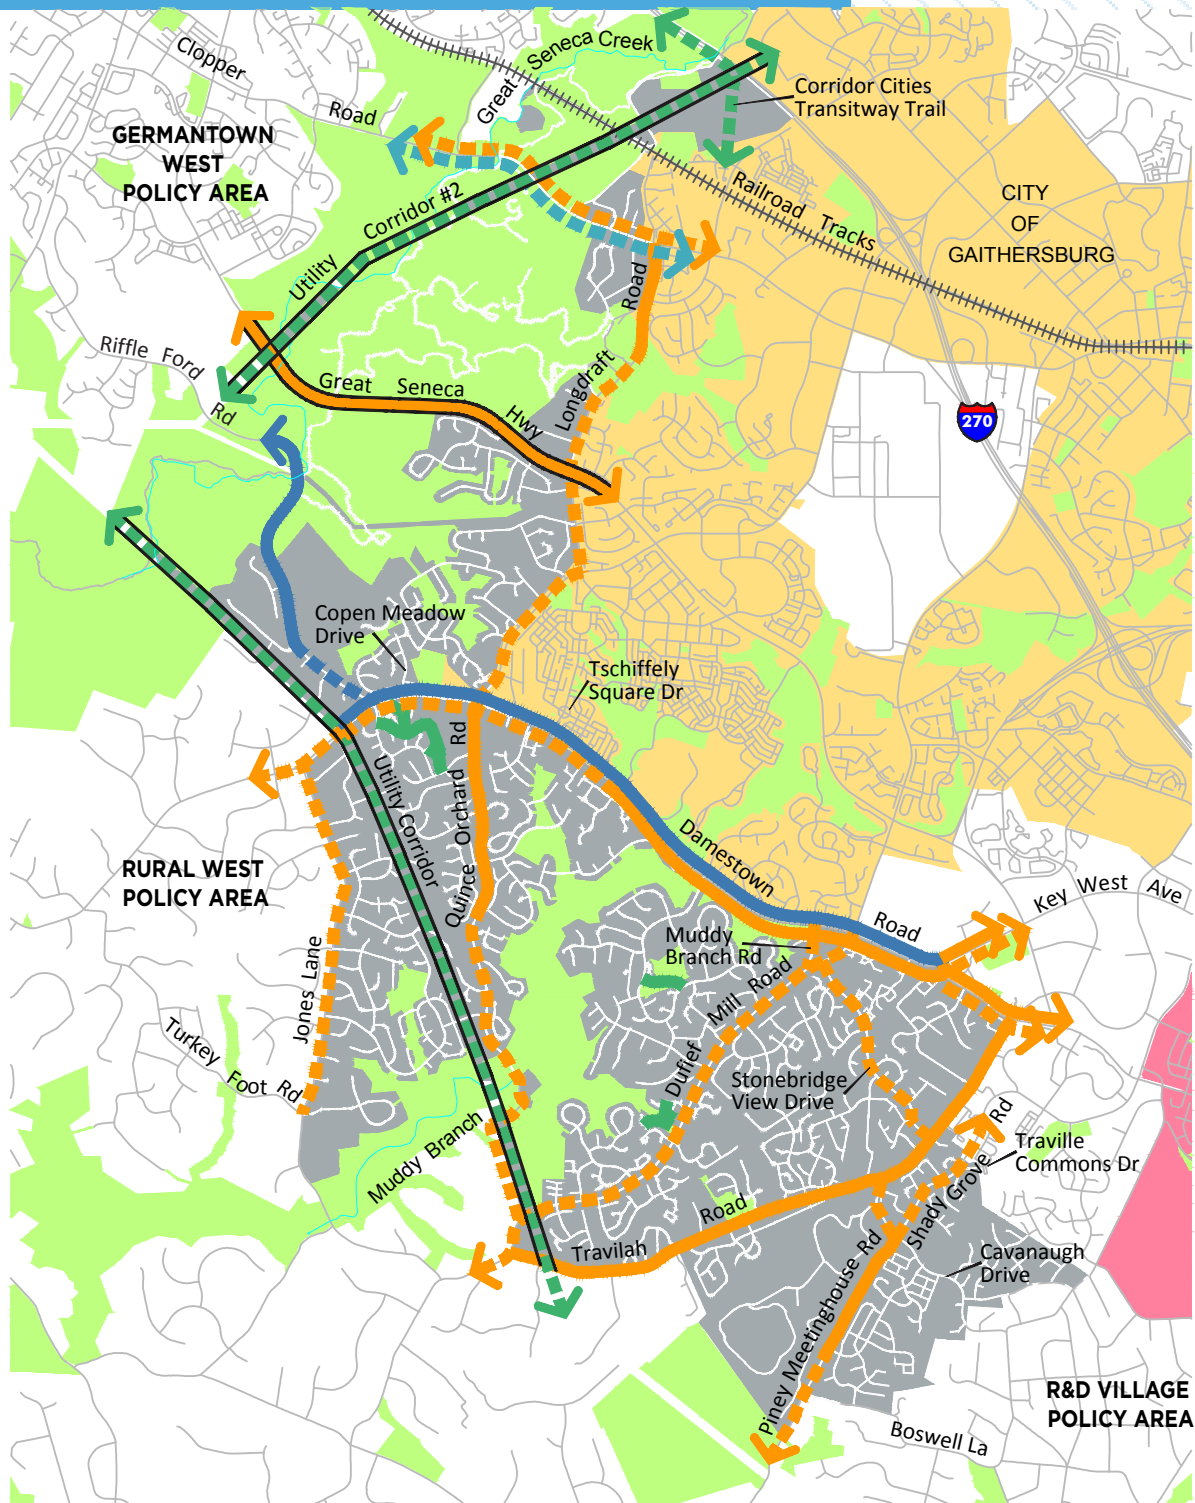 Clopper
Road
Great
Seneca Creek
Corridor Cities
Transitway Trail
GERMANTOWN
WEST
POLICY AREA
Railroad Tracks
CITY
OF
GAITHERSBURG
Utility
Corridor #2
Road
Longdraft
Riffle Ford
Rd
Great Seneca
Hwy
270
Copen Meadow
Drive
Tschiffely
Square Dr
Utility Corridor
Quince Orchard Rd
Damestown
Road
Key West Ave
RURAL WEST
POLICY AREA
Muddy
Branch Rd
Jones Lane
Dufief Mill Road
Turkey Foot Rd
Stonebridge
View Drive
Muddy Branch
Shady Grove Rd
Traville
Commons Dr
Travilah
Road
Piney Meetinghouse Rd
Cavanaugh
Drive
R&D VILLAGE
POLICY AREA
Boswell La